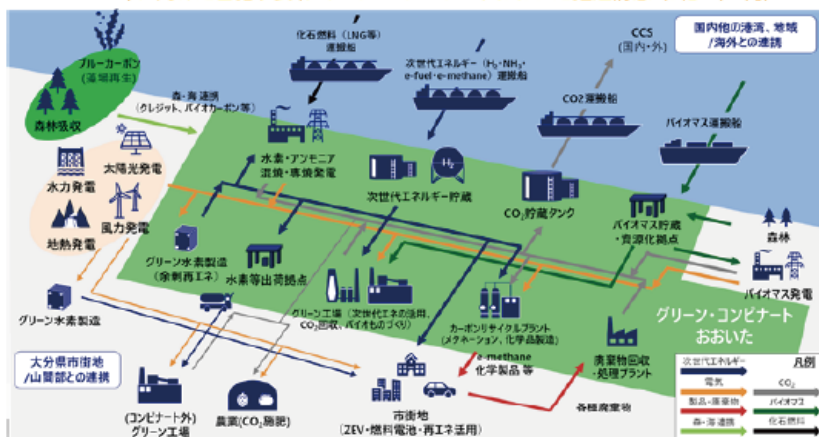 化石燃料(LNG等)
運搬船
次世代エネルギー(H₂・NH₃・
e-fuel・e-methane)運搬船
CCS
(国内・外)
国内他の港湾、地域
/海外との連携
ブルーカーボン
(藻場再生)
森・海 連携
(クレジット、バイオカーボン等)
CO2運搬船
バイオマス運搬船
森林吸収
太陽光発電
水力発電
風力発電
地熱発電
水素・アンモニア
混焼・専焼発電
H₂
次世代エネルギー貯蔵
CO₂貯蔵タンク
バイオマス貯蔵
・資源化拠点
森林
バイオマス発電
グリーン水素製造
(余剰再エネ)
水素等出荷拠点
グリーン工場(次世代エネの活用、
CO₂回収、バイオものづくり)
カーボンリサイクルプラント
(メタネーション、化学品製造)
グリーン・コンビナート
おおいた
グリーン水素製造
大分県市街地
/山間部との連携
e-methane
化学製品 等
廃棄物回収
・処理プラント
(コンビナート外)
グリーン工場
農業(CO₂施肥)
市街地
(ZEV・燃料電池・再エネ活用)
各種廃棄物
次世代エネルギー
凡例
電気
CO₂
製品・廃棄物
バイオマス
森・海 連携
化石燃料